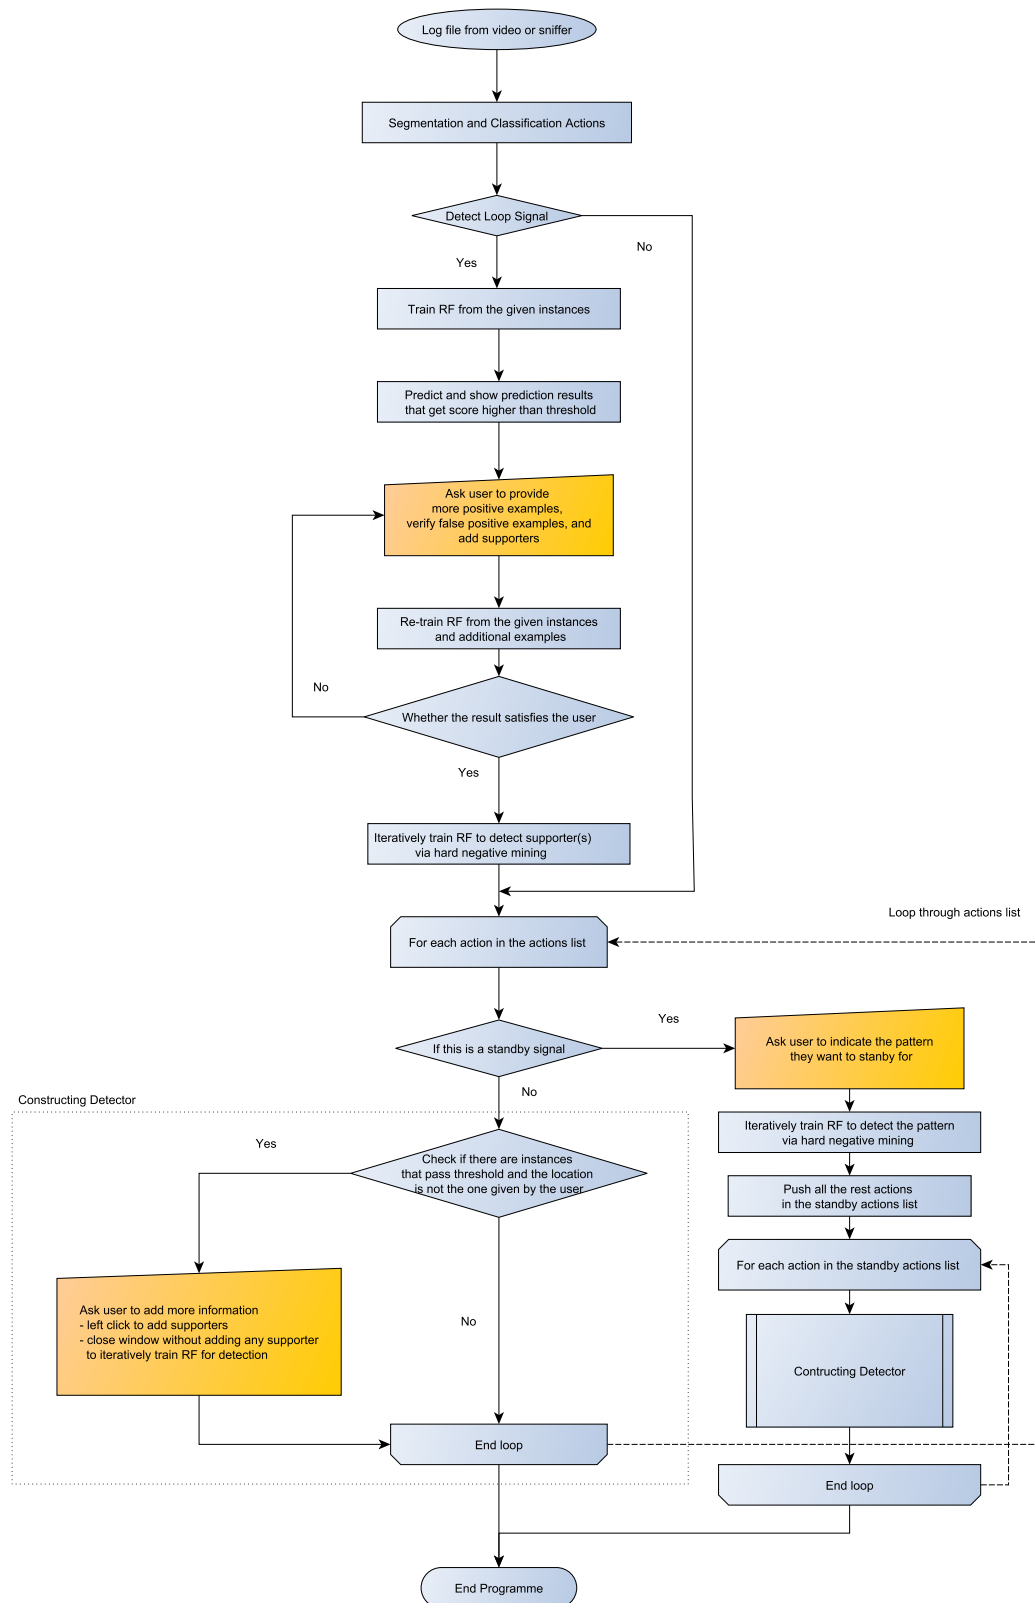 Log file from video or sniffer
Segmentation and Classification Actions
Detect Loop Signal
No
Yes
Train RF from the given instances
Predict and show prediction results
that get score higher than threshold
Ask user to provide
more positive examples,
verify false positive examples, and
add supporters
Re-train RF from the given instances
and additional examples
No
Whether the result satisfies the user
Yes
Iteratively train RF to detect supporter(s)
via hard negative mining
Loop through actions list
For each action in the actions list
Yes
If this is a standby signal
Ask user to indicate the pattern
they want to stanby for
No
Constructing Detector
Iteratively train RF to detect the pattern
via hard negative mining
Yes
Check if there are instances
that pass threshold and the location
is not the one given by the user
Push all the rest actions
in the standby actions list
For each action in the standby actions list
Ask user to add more information
- left click to add supporters
- close window without adding any supporter
to iteratively train RF for detection
No
Contructing Detector
End loop
End loop
End Programme